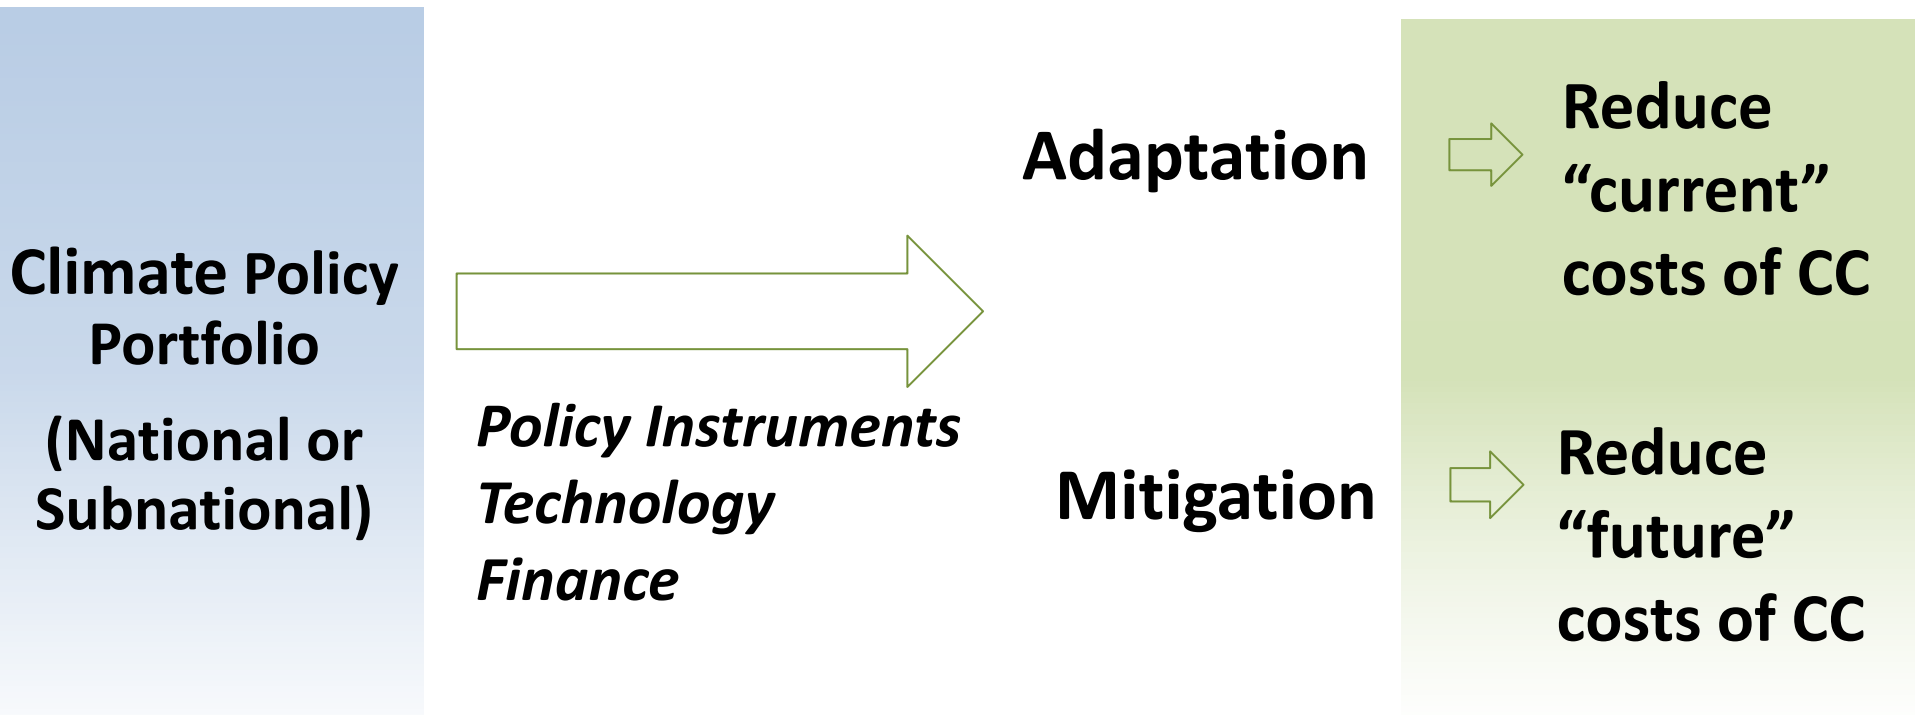 Climate Policy
Portfolio
(National or
Subnational)
Policy Instruments
Technology
Finance
Adaptation
Mitigation
Reduce
“current”
costs of CC
Reduce
“future”
costs of CC